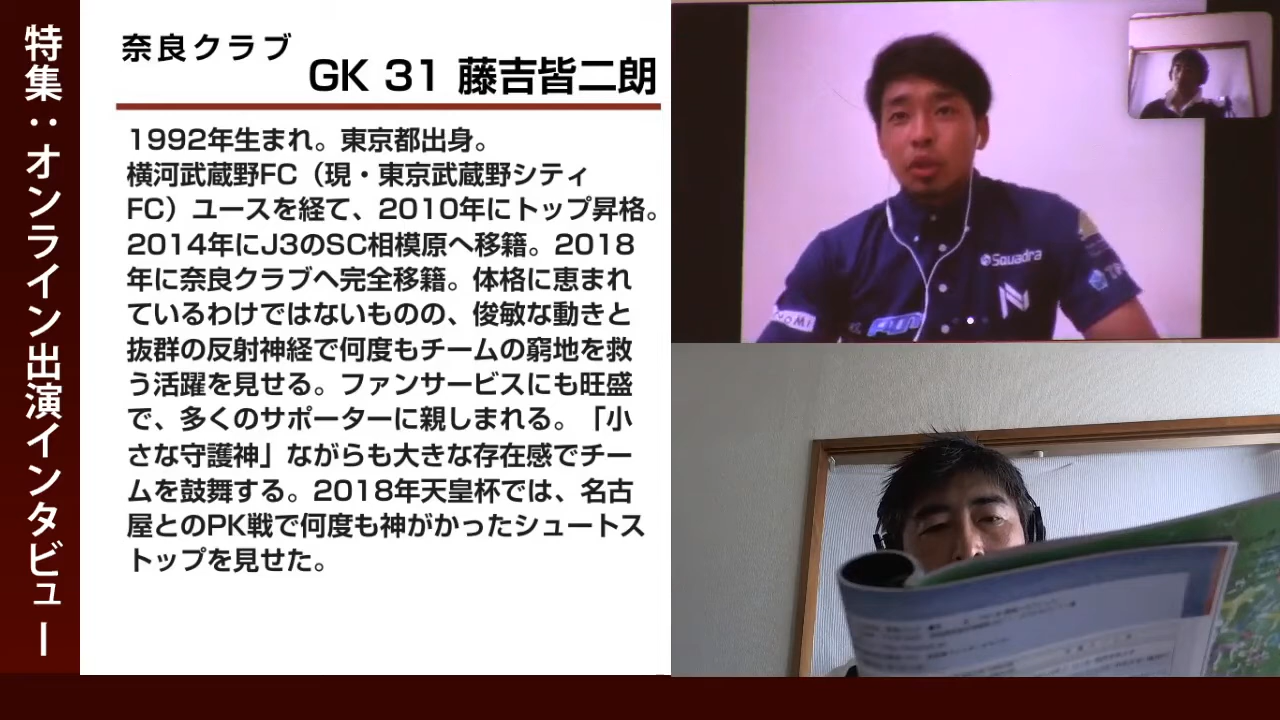 特集:オンライン出演インタビュー
奈良クラブ
GK 31 藤吉皆二朗
1992年生まれ。東京都出身。
横河武蔵野FC（現・東京武蔵野シティ
FC）ユースを経て、2010年にトップ昇格。
2014年にJ3のSC相模原へ移籍。2018
年に奈良クラブへ完全移籍。体格に恵まれ
ているわけではないものの、俊敏な動きと
抜群の反射神経で何度もチームの窮地を救
う活躍を見せる。ファンサービスにも旺盛
で、多くのサポーターに親しまれる。「小
さな守護神」ながらも大きな存在感でチー
ムを鼓舞する。2018年天皇杯では、名古
屋とのPK戦で何度も神がかったシュートス
トップを見せた。
Squadra